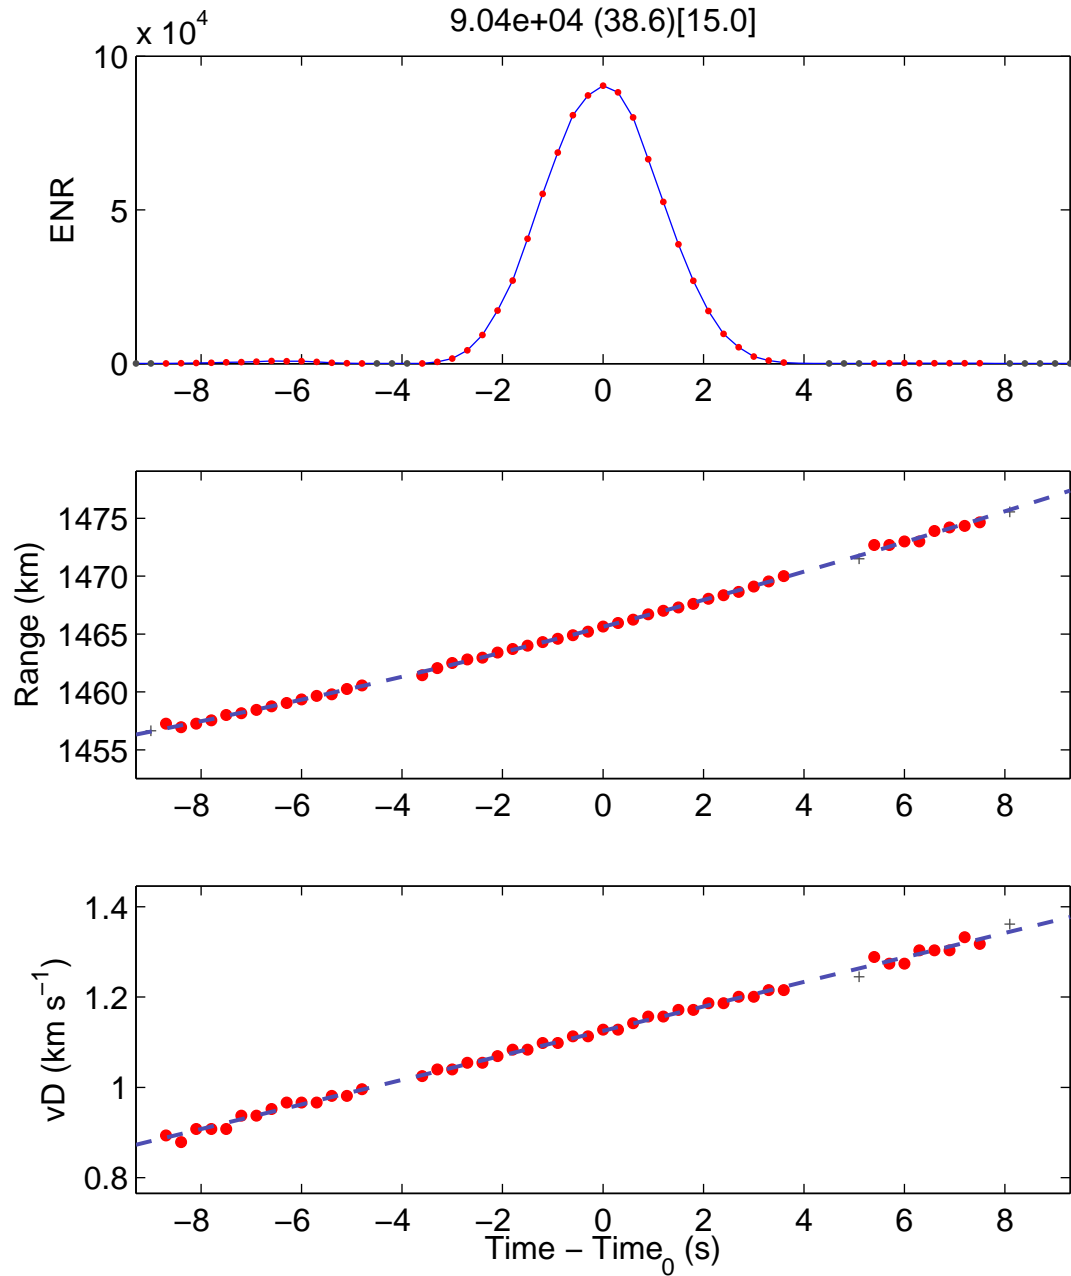 9.04e+04 (38.6)[15.0]
x 10^4
10
5
0
ENR
−8 −6 −4 −2 0 2 4 6 8
1475
1470
1465
1460
1455
Range (km)
−8 −6 −4 −2 0 2 4 6 8
1.4
1.2
1
0.8
vD (km s^−1)
−8 −6 −4 −2 0 2 4 6 8
Time − Time_0 (s)